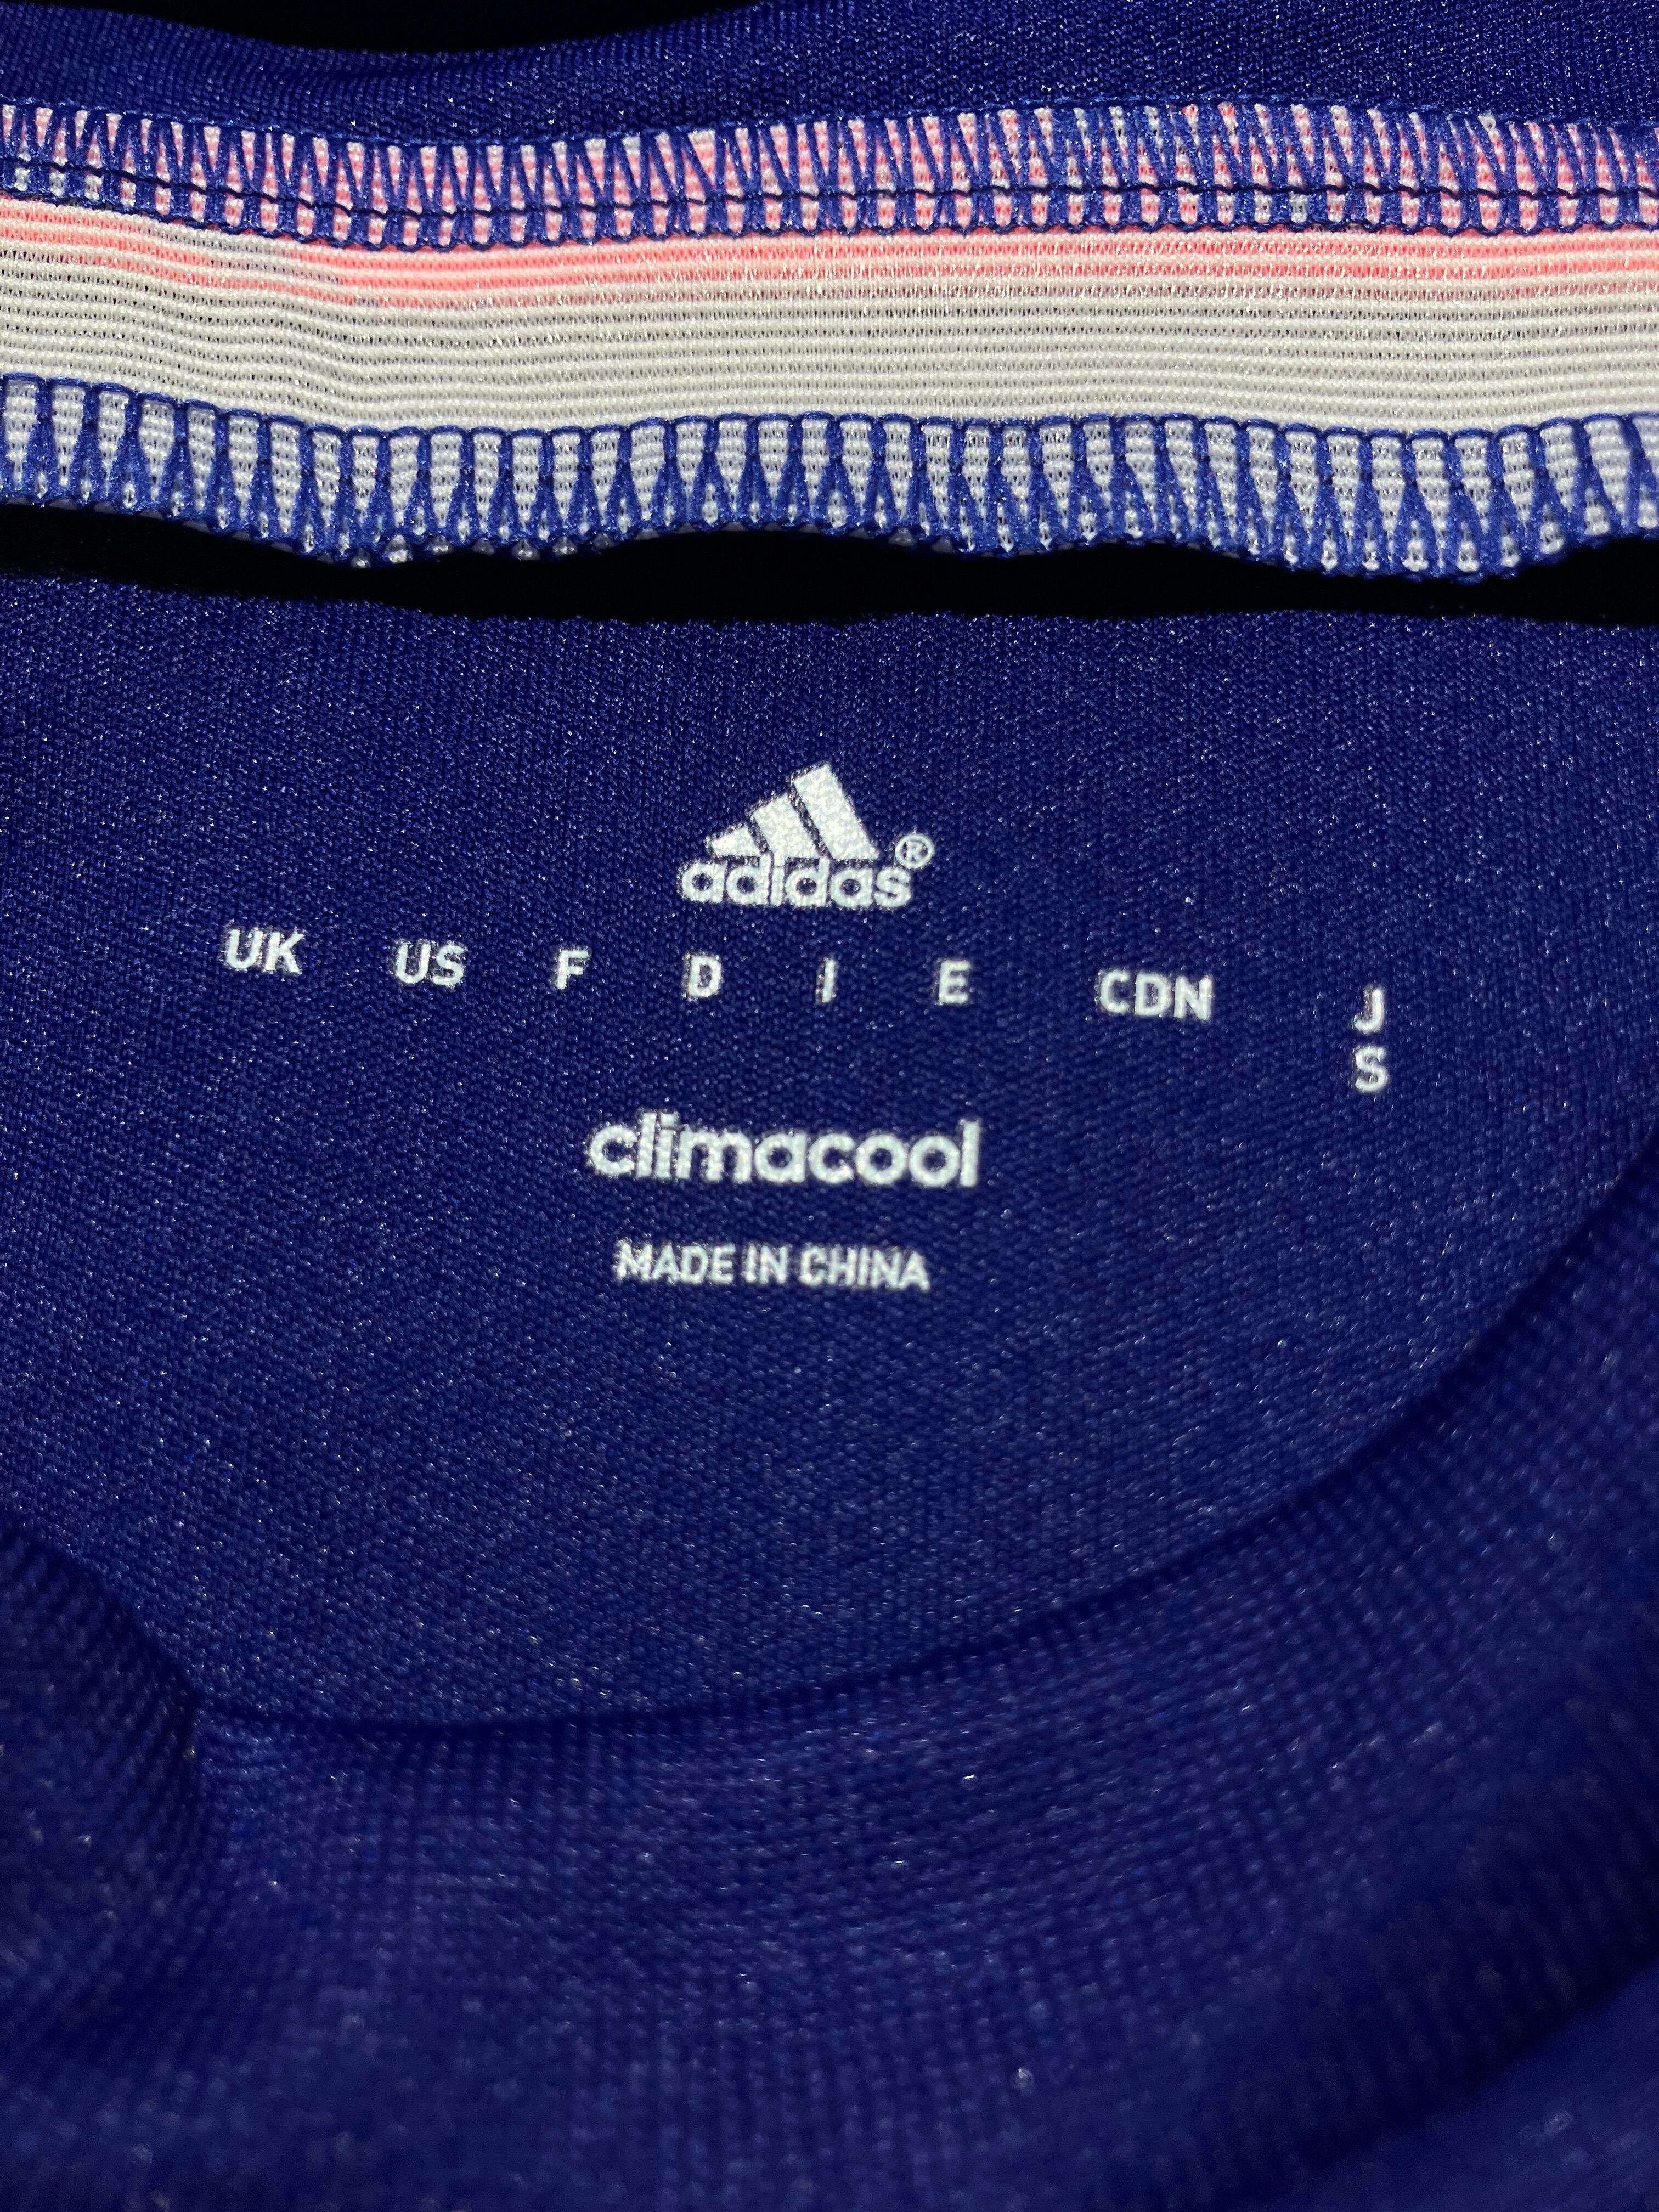 adidas®
UK US F D I E CDN J
S
climacool
MADE IN CHINA